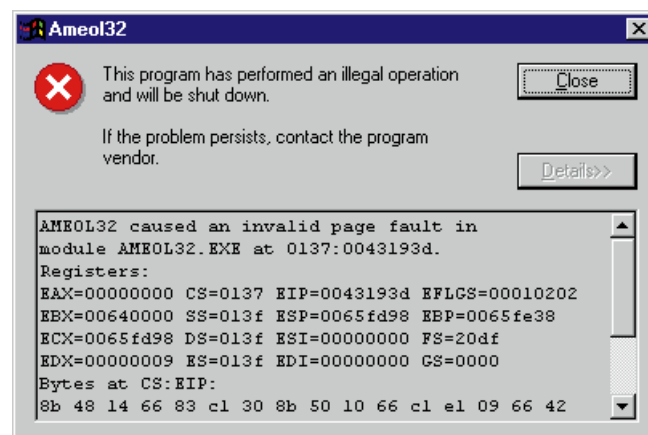 Ameol32
This program has performed an illegal operation
and will be shut down.
Close
If the problem persists, contact the program
vendor.
Details>>
AMEOL32 caused an invalid page fault in
module AMEOL32.EXE at 0137:0043193d.
Registers:
EAX=00000000 CS=0137 EIP=0043193d EFLGS=00010202
EBX=00640000 SS=013f ESP=0065fd98 EBP=0065fe38
ECX=0065fd98 DS=013f ESI=00000000 FS=20df
EDX=00000009 ES=013f EDI=00000000 GS=0000
Bytes at CS:EIP:
8b 48 14 66 83 c1 30 8b 50 10 66 c1 e1 09 66 42